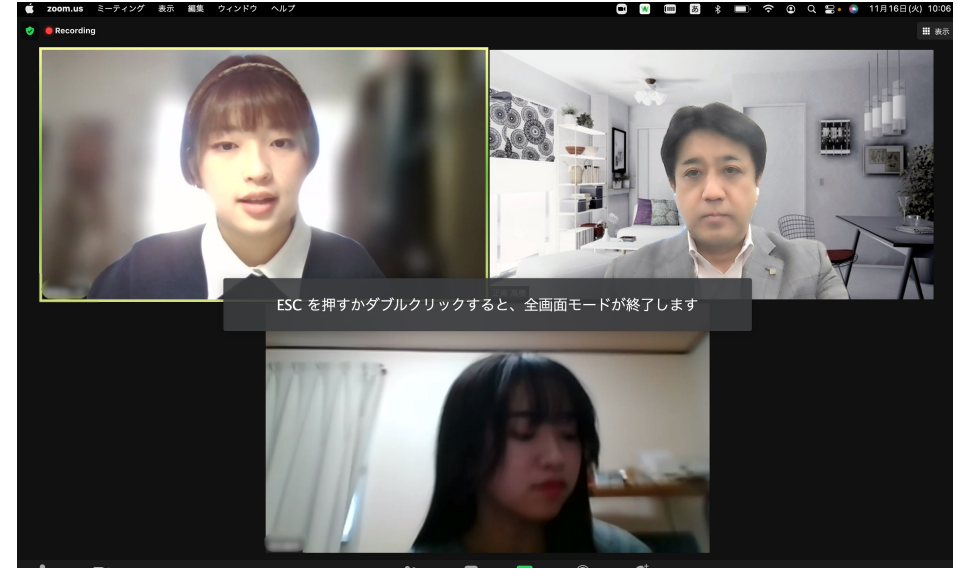 zoom.us ミーティング 表示 編集 ウィンドウ ヘルプ
あ 11月16日(火) 10:06
Recording
表示
ESC を押すかダブルクリックすると、全画面モードが終了します